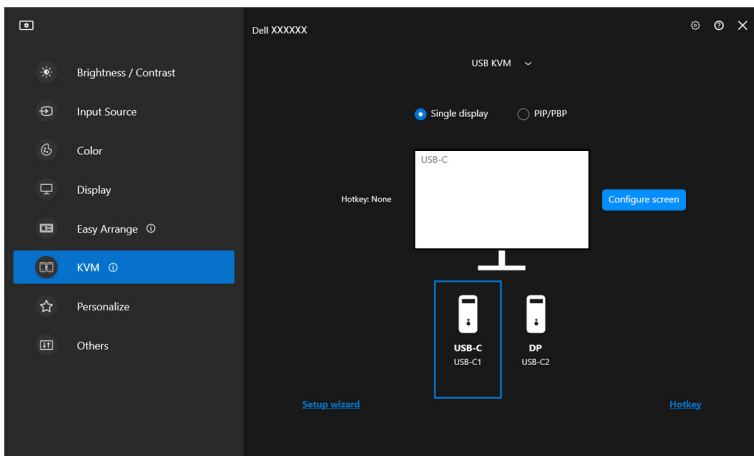 Dell XXXXXX
Brightness / Contrast
Input Source
Color
Display
Easy Arrange
KVM
Personalize
Others
USB KVM
Single display
PIP/PBP
USB-C
Hotkey: None
Configure screen
USB-C
USB-C1
DP
USB-C2
Setup wizard
Hotkey